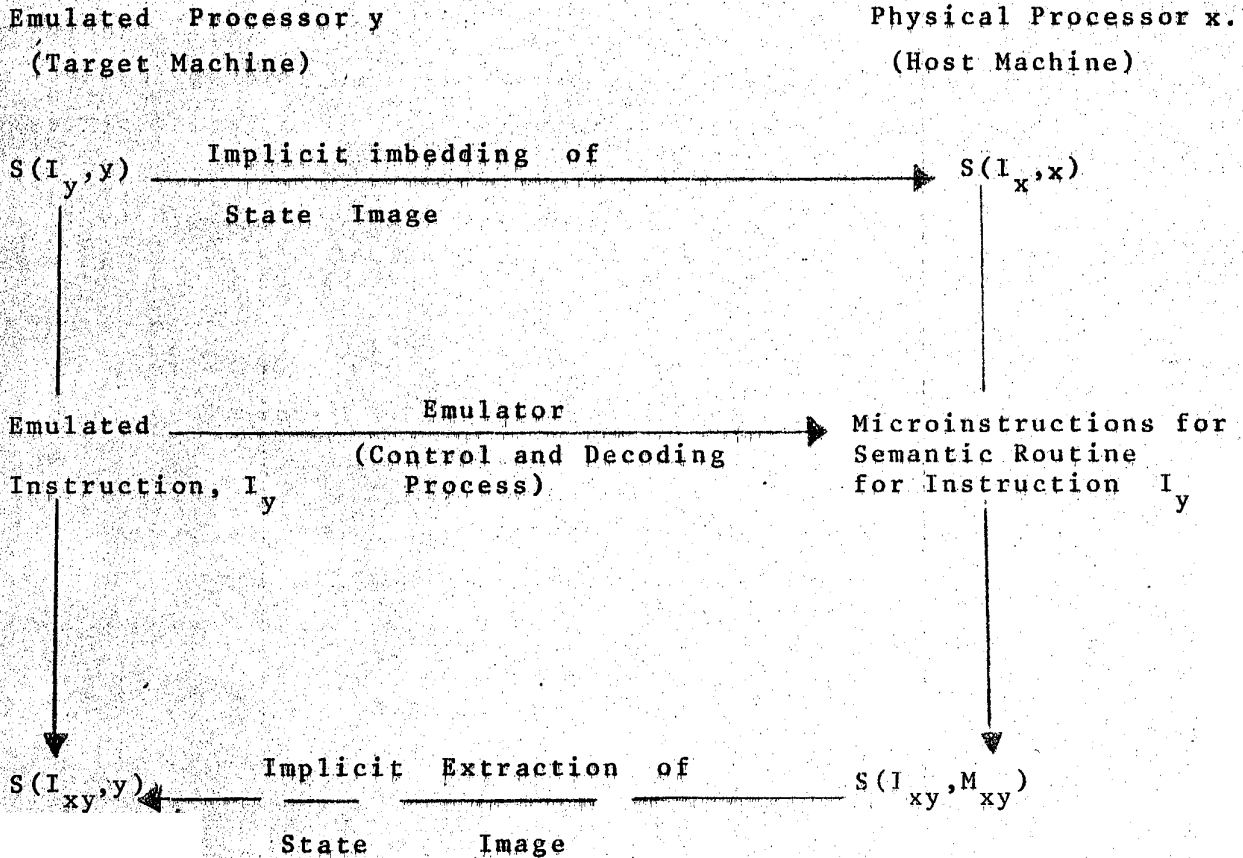 Emulated Processor y
Physical Processor x.
(Target Machine)
(Host Machine)
S(I_y,y)
Implicit imbedding of
S(I_x,x)
State Image
Emulated
Emulator
Microinstructions for
(Control and Decoding
Semantic Routine
Instruction, I_y
Process)
for Instruction I_y
S(I_xy,y)
Implicit Extraction of
S(I_xy,M_xy)
State Image